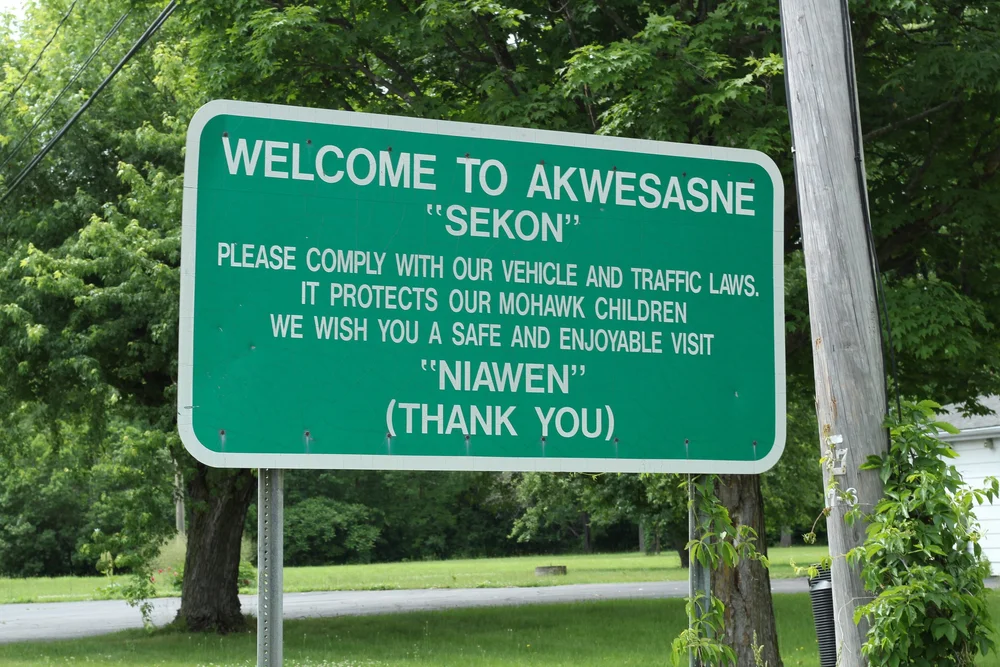 WELCOME TO AKWESASNE
"SEKON"
PLEASE COMPLY WITH OUR VEHICLE AND TRAFFIC LAWS.
IT PROTECTS OUR MOHAWK CHILDREN
WE WISH YOU A SAFE AND ENJOYABLE VISIT
"NIAWEN"
(THANK YOU)